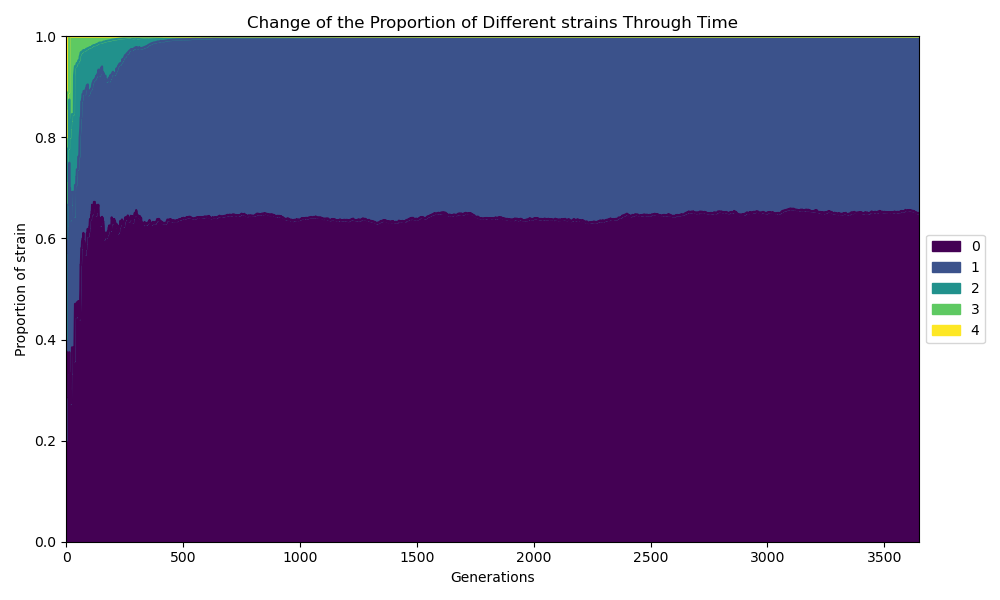 Change of the Proportion of Different strains Through Time
Proportion of strain
1.0
0.8
0.6
0.4
0.2
0.0
0 500 1000 1500 2000 2500 3000 3500
Generations
0
1
2
3
4